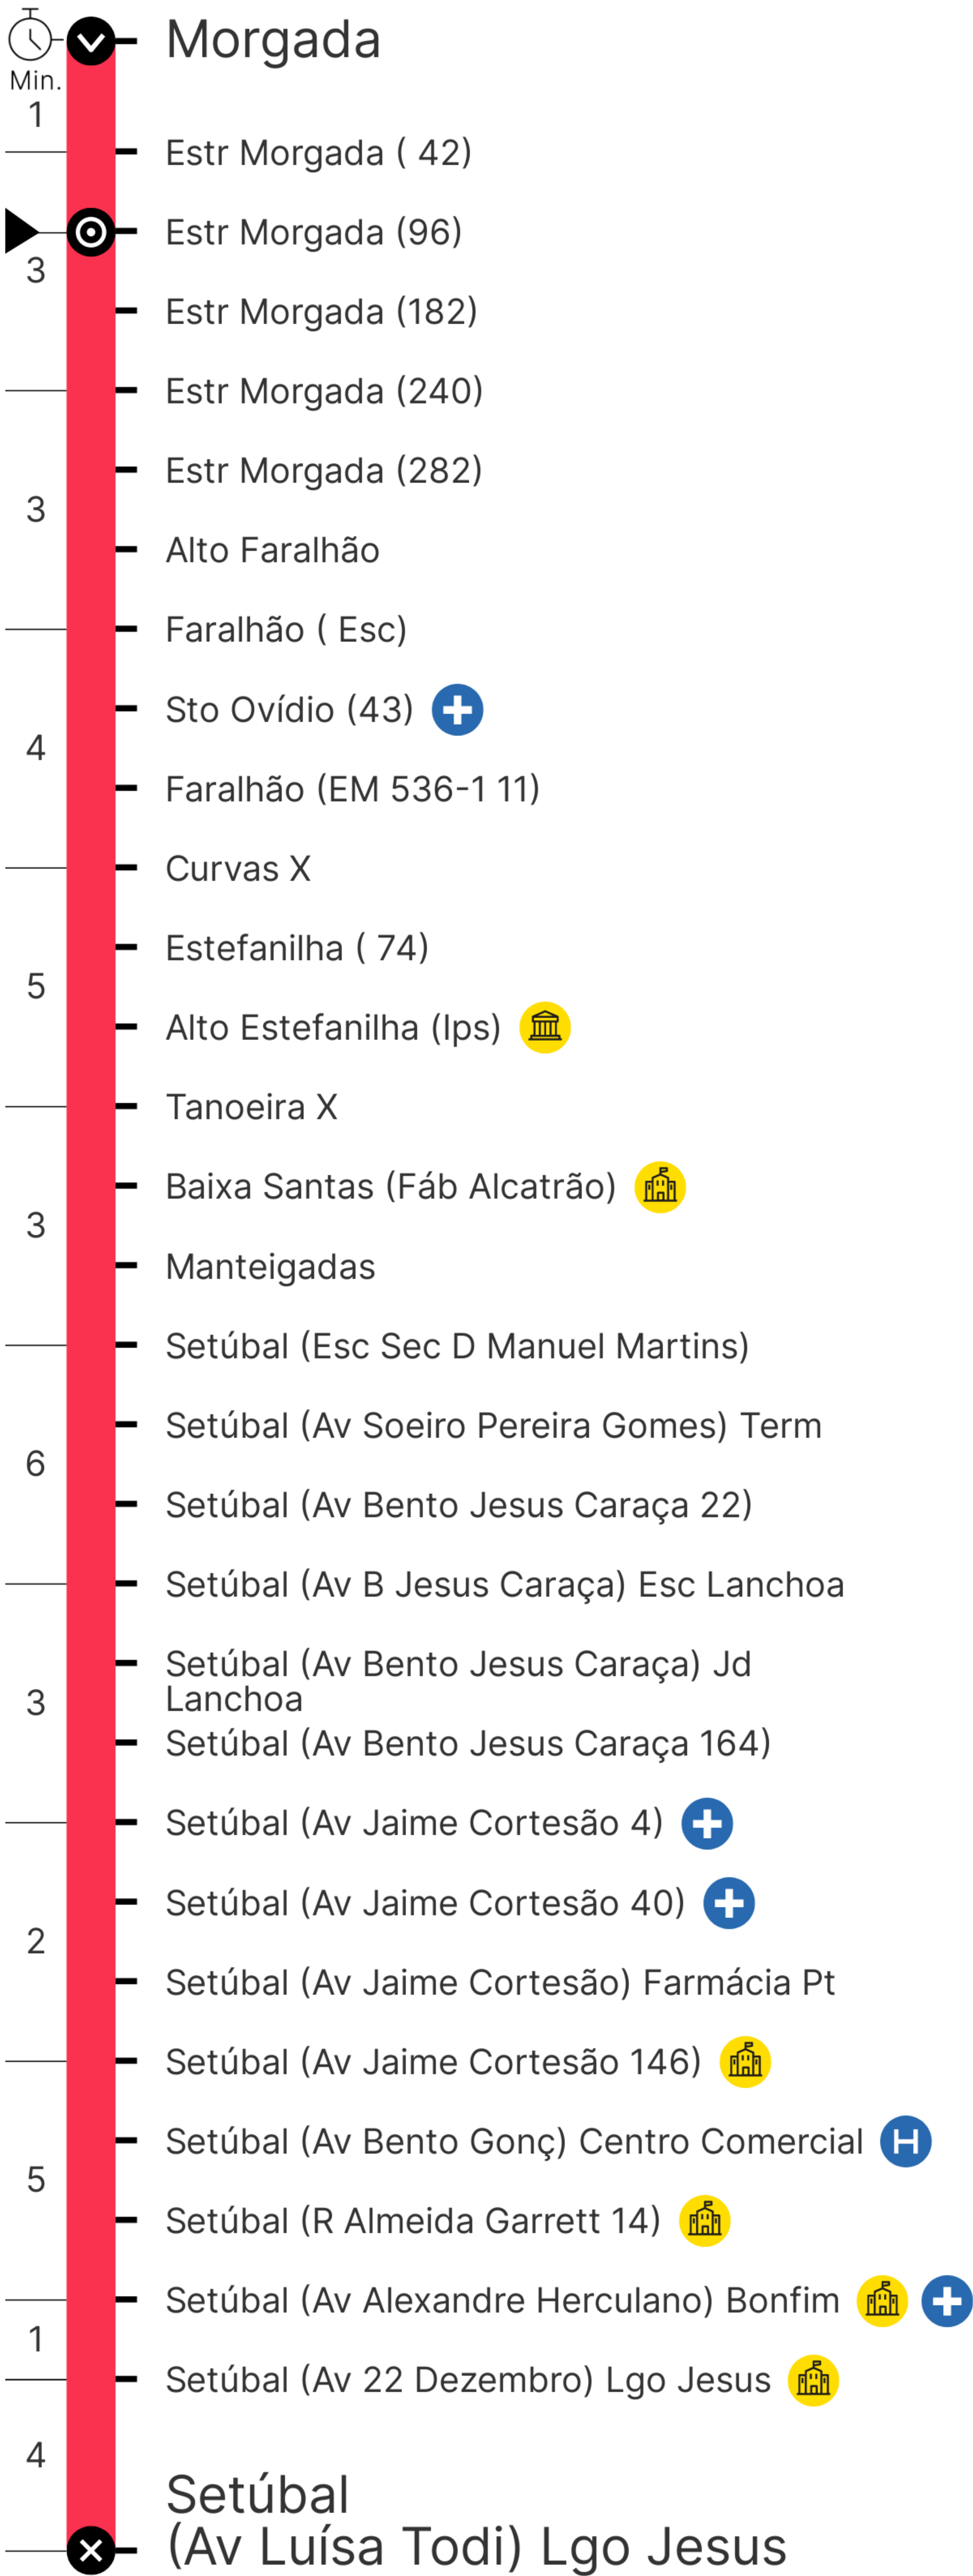 Morgada
Min.
1
Estr Morgada ( 42)
Estr Morgada (96)
3
Estr Morgada (182)
Estr Morgada (240)
Estr Morgada (282)
3
Alto Faralhão
Faralhão ( Esc)
Sto Ovídio (43)
4
Faralhão (EM 536-1 11)
Curvas X
Estefanilha ( 74)
5
Alto Estefanilha (Ips)
Tanoeira X
Baixa Santas (Fáb Alcatrão)
3
Manteigadas
Setúbal (Esc Sec D Manuel Martins)
Setúbal (Av Soeiro Pereira Gomes) Term
6
Setúbal (Av Bento Jesus Caraça 22)
Setúbal (Av B Jesus Caraça) Esc Lanchoa
Setúbal (Av Bento Jesus Caraça) Jd
Lanchoa
3
Setúbal (Av Bento Jesus Caraça 164)
Setúbal (Av Jaime Cortesão 4)
Setúbal (Av Jaime Cortesão 40)
2
Setúbal (Av Jaime Cortesão) Farmácia Pt
Setúbal (Av Jaime Cortesão 146)
Setúbal (Av Bento Gonç) Centro Comercial H
5
Setúbal (R Almeida Garrett 14)
Setúbal (Av Alexandre Herculano) Bonfim
1
Setúbal (Av 22 Dezembro) Lgo Jesus
4
Setúbal
(Av Luísa Todi) Lgo Jesus